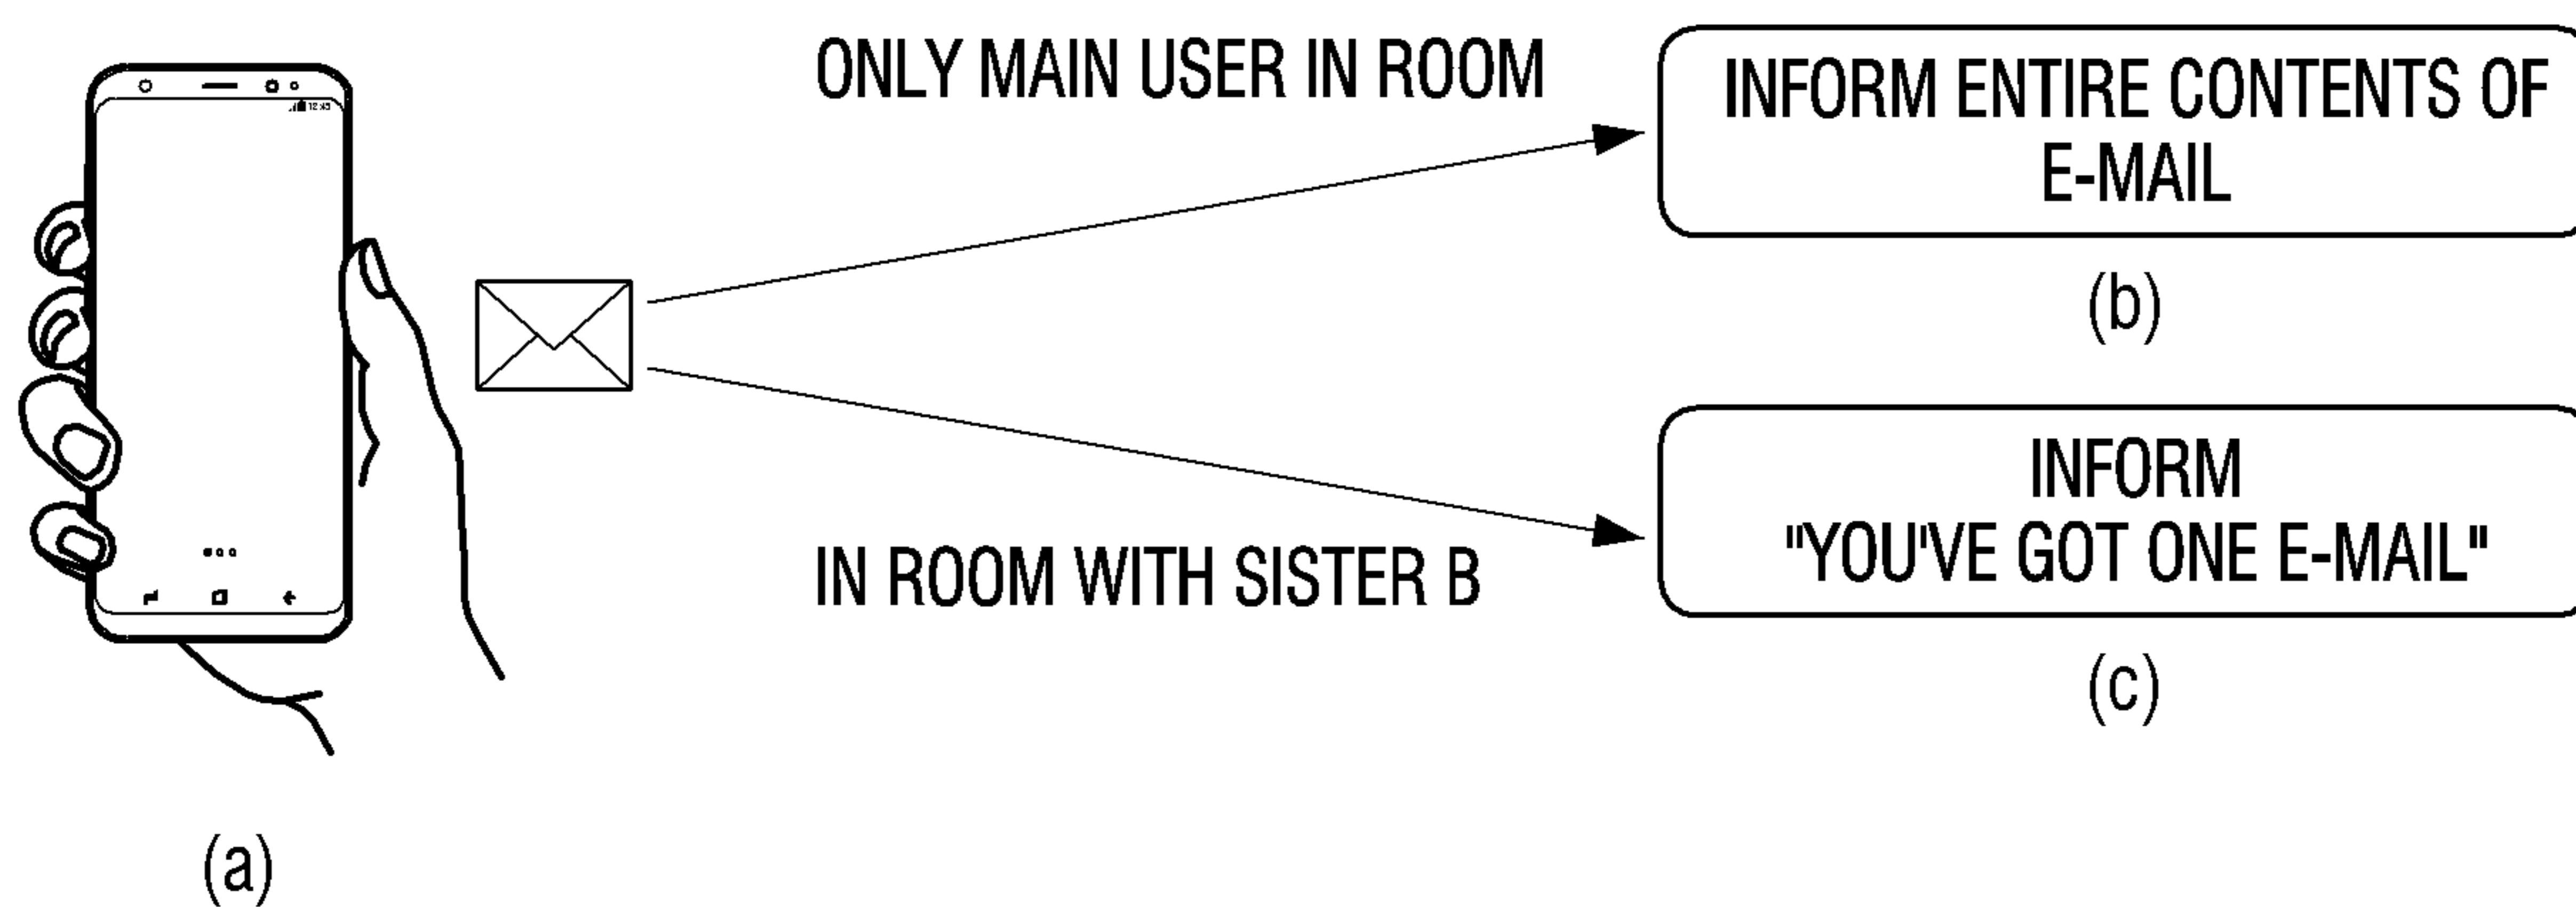 ONLY MAIN USER IN ROOM
INFORM ENTIRE CONTENTS OF
E-MAIL
(b)
INFORM
"YOU'VE GOT ONE E-MAIL"
IN ROOM WITH SISTER B
(c)
(a)